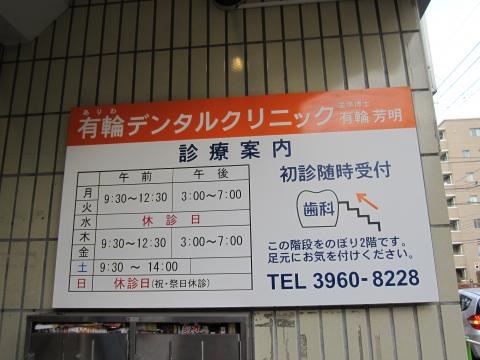 ありわ
有輪デンタルクリニック
歯学博士
有輪 芳明
診療案内
午前 午後
月
火
9:30〜12:30 3:00〜7:00
水 休診日
木
金
9:30〜12:30 3:00〜7:00
土 9:30 〜 14:00
日 休診日(祝・祭日休診)
初診随時受付
歯科
この階段をのぼり2階です。
足元にお気を付けください。
TEL 3960-8228